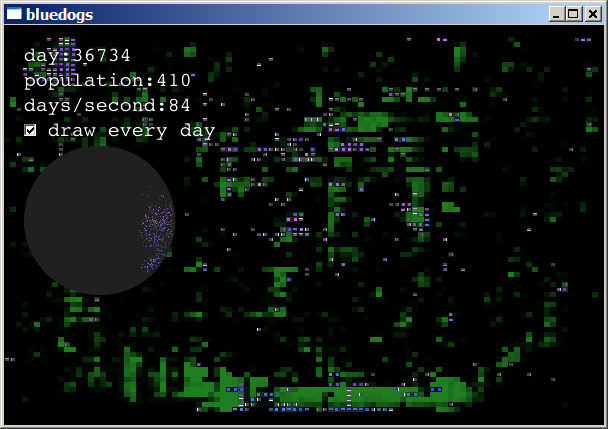 bluedogs
day:36734
population:410
days/second:84
draw every day